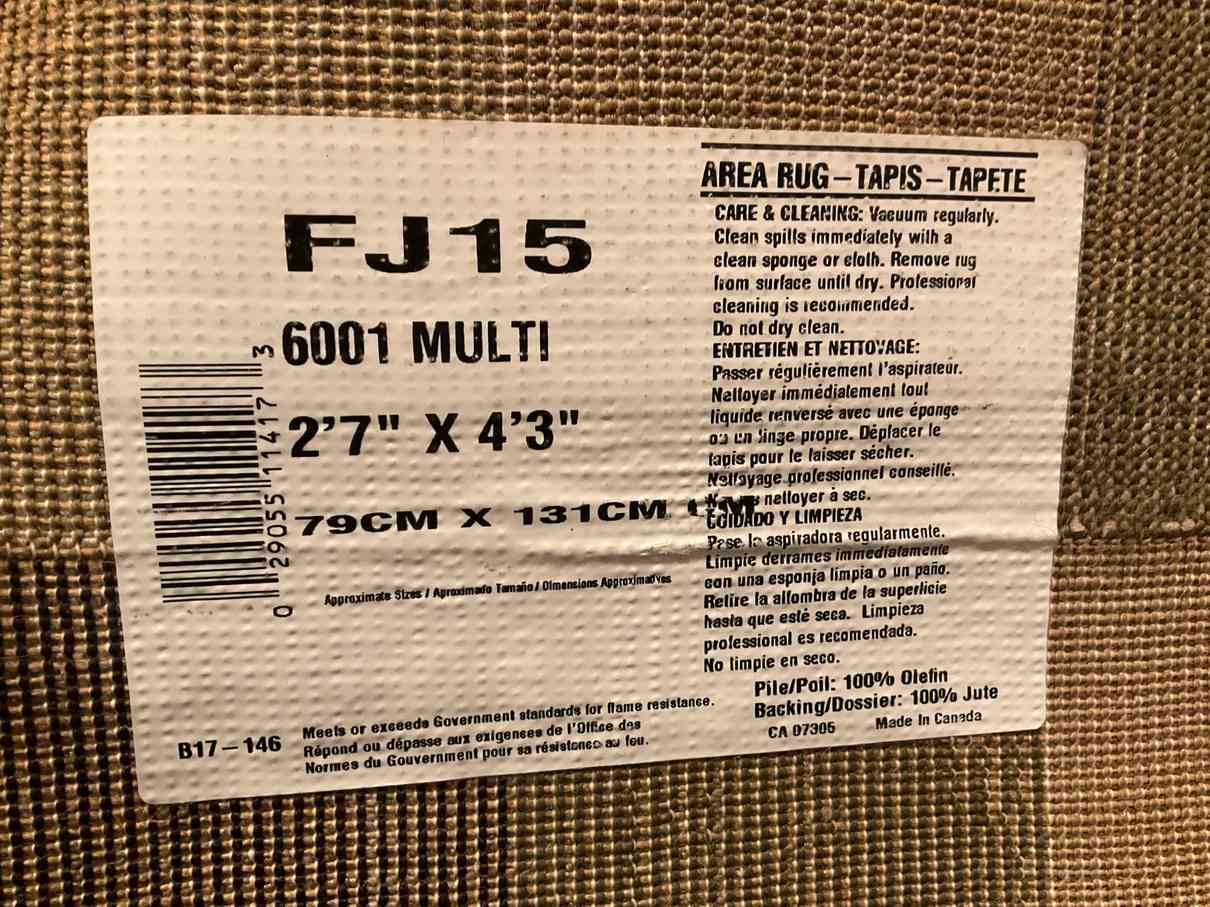 FJ15
6001 MULTI
2'7" X 4'3"
79CM X 131CM
Approximate Sizes / Aproximado Tamaño / Dimensions Approximatives
0 29055 11417 3
B17-146
Meets or exceeds Government standards for flame resistance.
Répond ou dépasse aux exigences de l'Office des
Normes du Gouvernment pour sa résistance au feu.
AREA RUG-TAPIS-TAPETE
CARE & CLEANING: Vacuum regularly.
Clean spills immediately with a
clean sponge or cloth. Remove rug
from surface until dry. Professional
cleaning is recommended.
Do not dry clean.
ENTRETIEN ET NETTOYAGE:
Passer régulièrement l'aspirateur.
Nettoyer immédiatement tout
liquide renversé avec une éponge
ou un linge propre. Déplacer le
tapis pour le laisser sécher.
Nettoyage professionnel conseillé.
nettoyer à sec.
CUIDADO Y LIMPIEZA
Pase la aspiradora regularmente.
Limpie derrames immediatamente
con una esponja limpia o un paño.
Retire la alfombra de la superficie
hasta que esté seca. Limpieza
professional es recomendada.
No limpie en seco.
Pile/Poil: 100% Olefin
Backing/Dossier: 100% Jute
CA 07306 Made In Canada